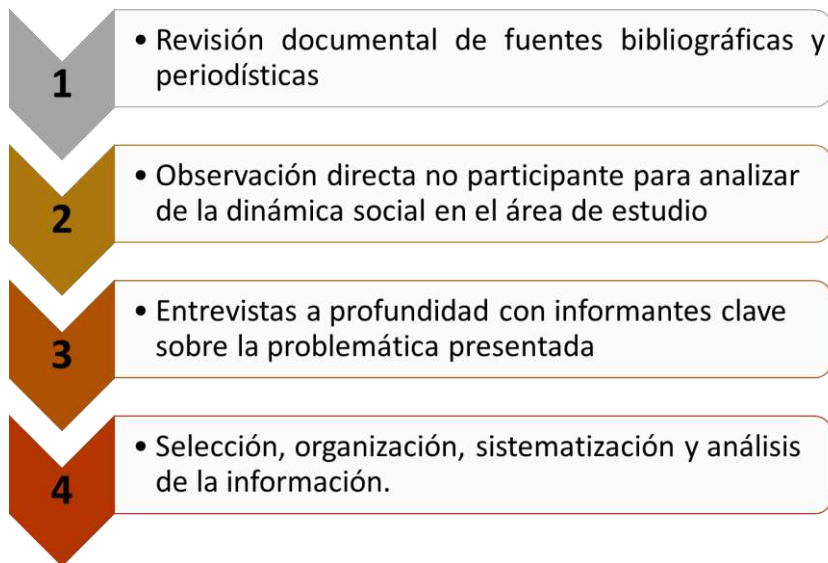 1
• Revisión documental de fuentes bibliográficas y
periodísticas
2
• Observación directa no participante para analizar
de la dinámica social en el área de estudio
3
• Entrevistas a profundidad con informantes clave
sobre la problemática presentada
4
• Selección, organización, sistematización y análisis
de la información.